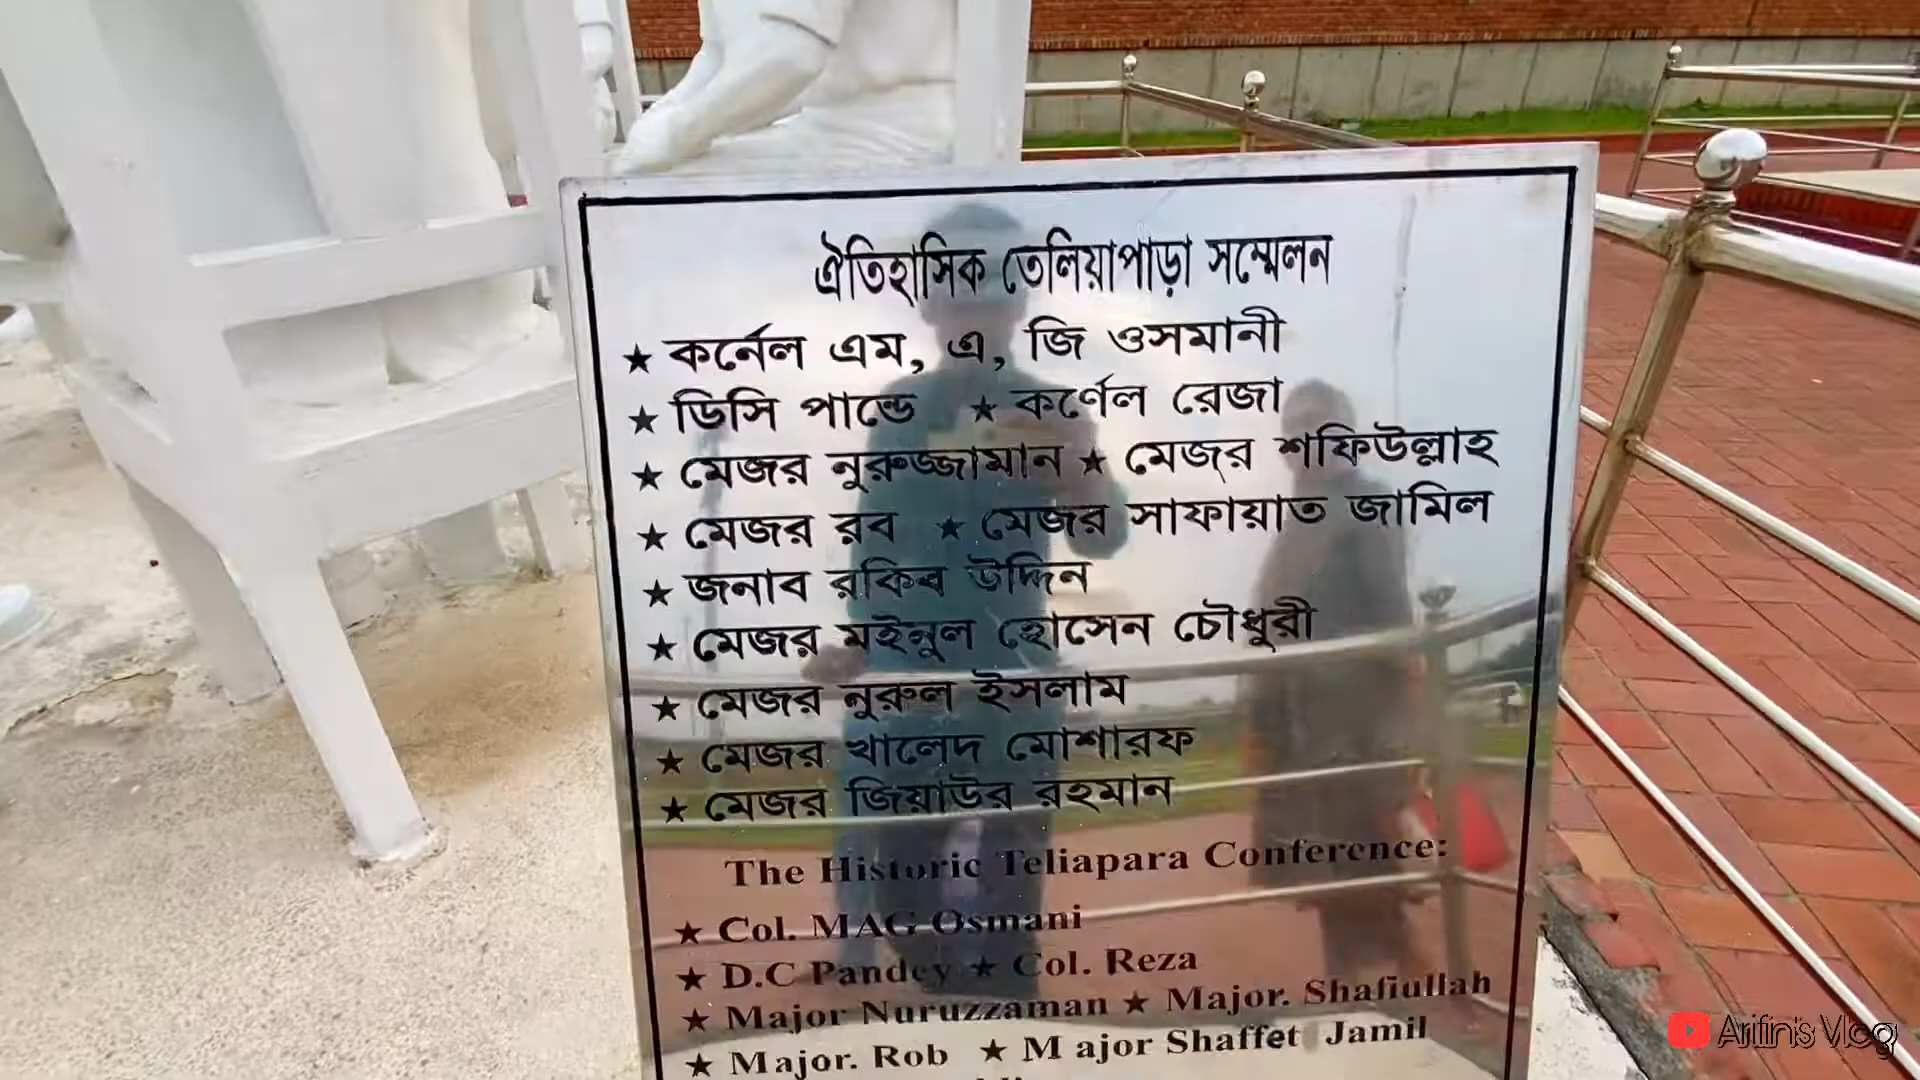 ঐতিহাসিক তেলিয়াপাড়া সম্মেলন
★ কর্নেল এম, এ, জি ওসমানী
★ ডিসি পান্ডে ★ কর্ণেল রেজা
★ মেজর নুরুজ্জামান ★ মেজর শফিউল্লাহ
★ মেজর রব ★ মেজর সাফায়াত জামিল
★ জনাব রকিব উদ্দিন
★ মেজর মইনুল হোসেন চৌধুরী
★ মেজর নুরুল ইসলাম
★ মেজর খালেদ মোশারফ
★ মেজর জিয়াউর রহমান
The Historic Teliapara Conference:
★ Col. MAG Osmani
★ D.C Pandey ★ Col. Reza
★ Major Nuruzzaman ★ Major. Shafiullah
★ Major. Rob ★ M ajor Shaffet Jamil
Arifin's Vlog